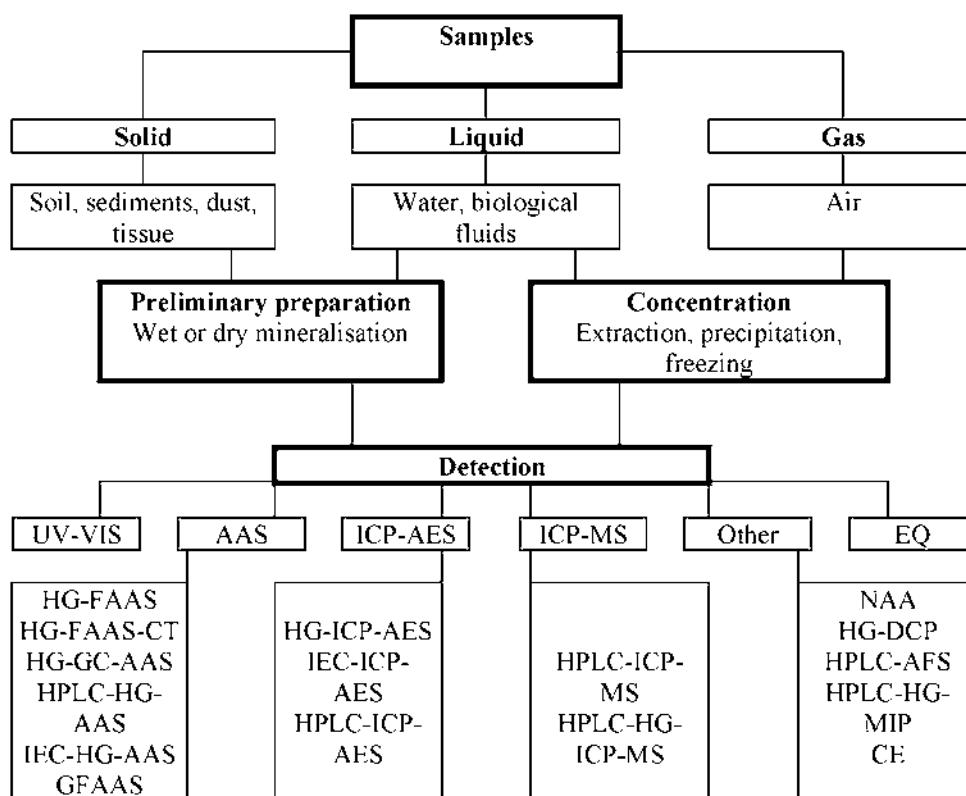 Samples
Solid
Liquid
Gas
Soil, sediments, dust,
tissue
Water, biological
fluids
Air
Preliminary preparation
Wet or dry mineralisation
Concentration
Extraction, precipitation,
freezing
Detection
UV-VIS
AAS
ICP-AES
ICP-MS
Other
EQ
HG-FAAS
HG-FAAS-CT
HG-GC-AAS
HPLC-HG-
AAS
IEC-HG-AAS
GFAAS
HG-ICP-AES
IEC-ICP-
AES
HPLC-ICP-
AES
HPLC-ICP-
MS
HPLC-HG-
ICP-MS
NAA
HG-DCP
HPLC-AFS
HPLC-HG-
MIP
CE